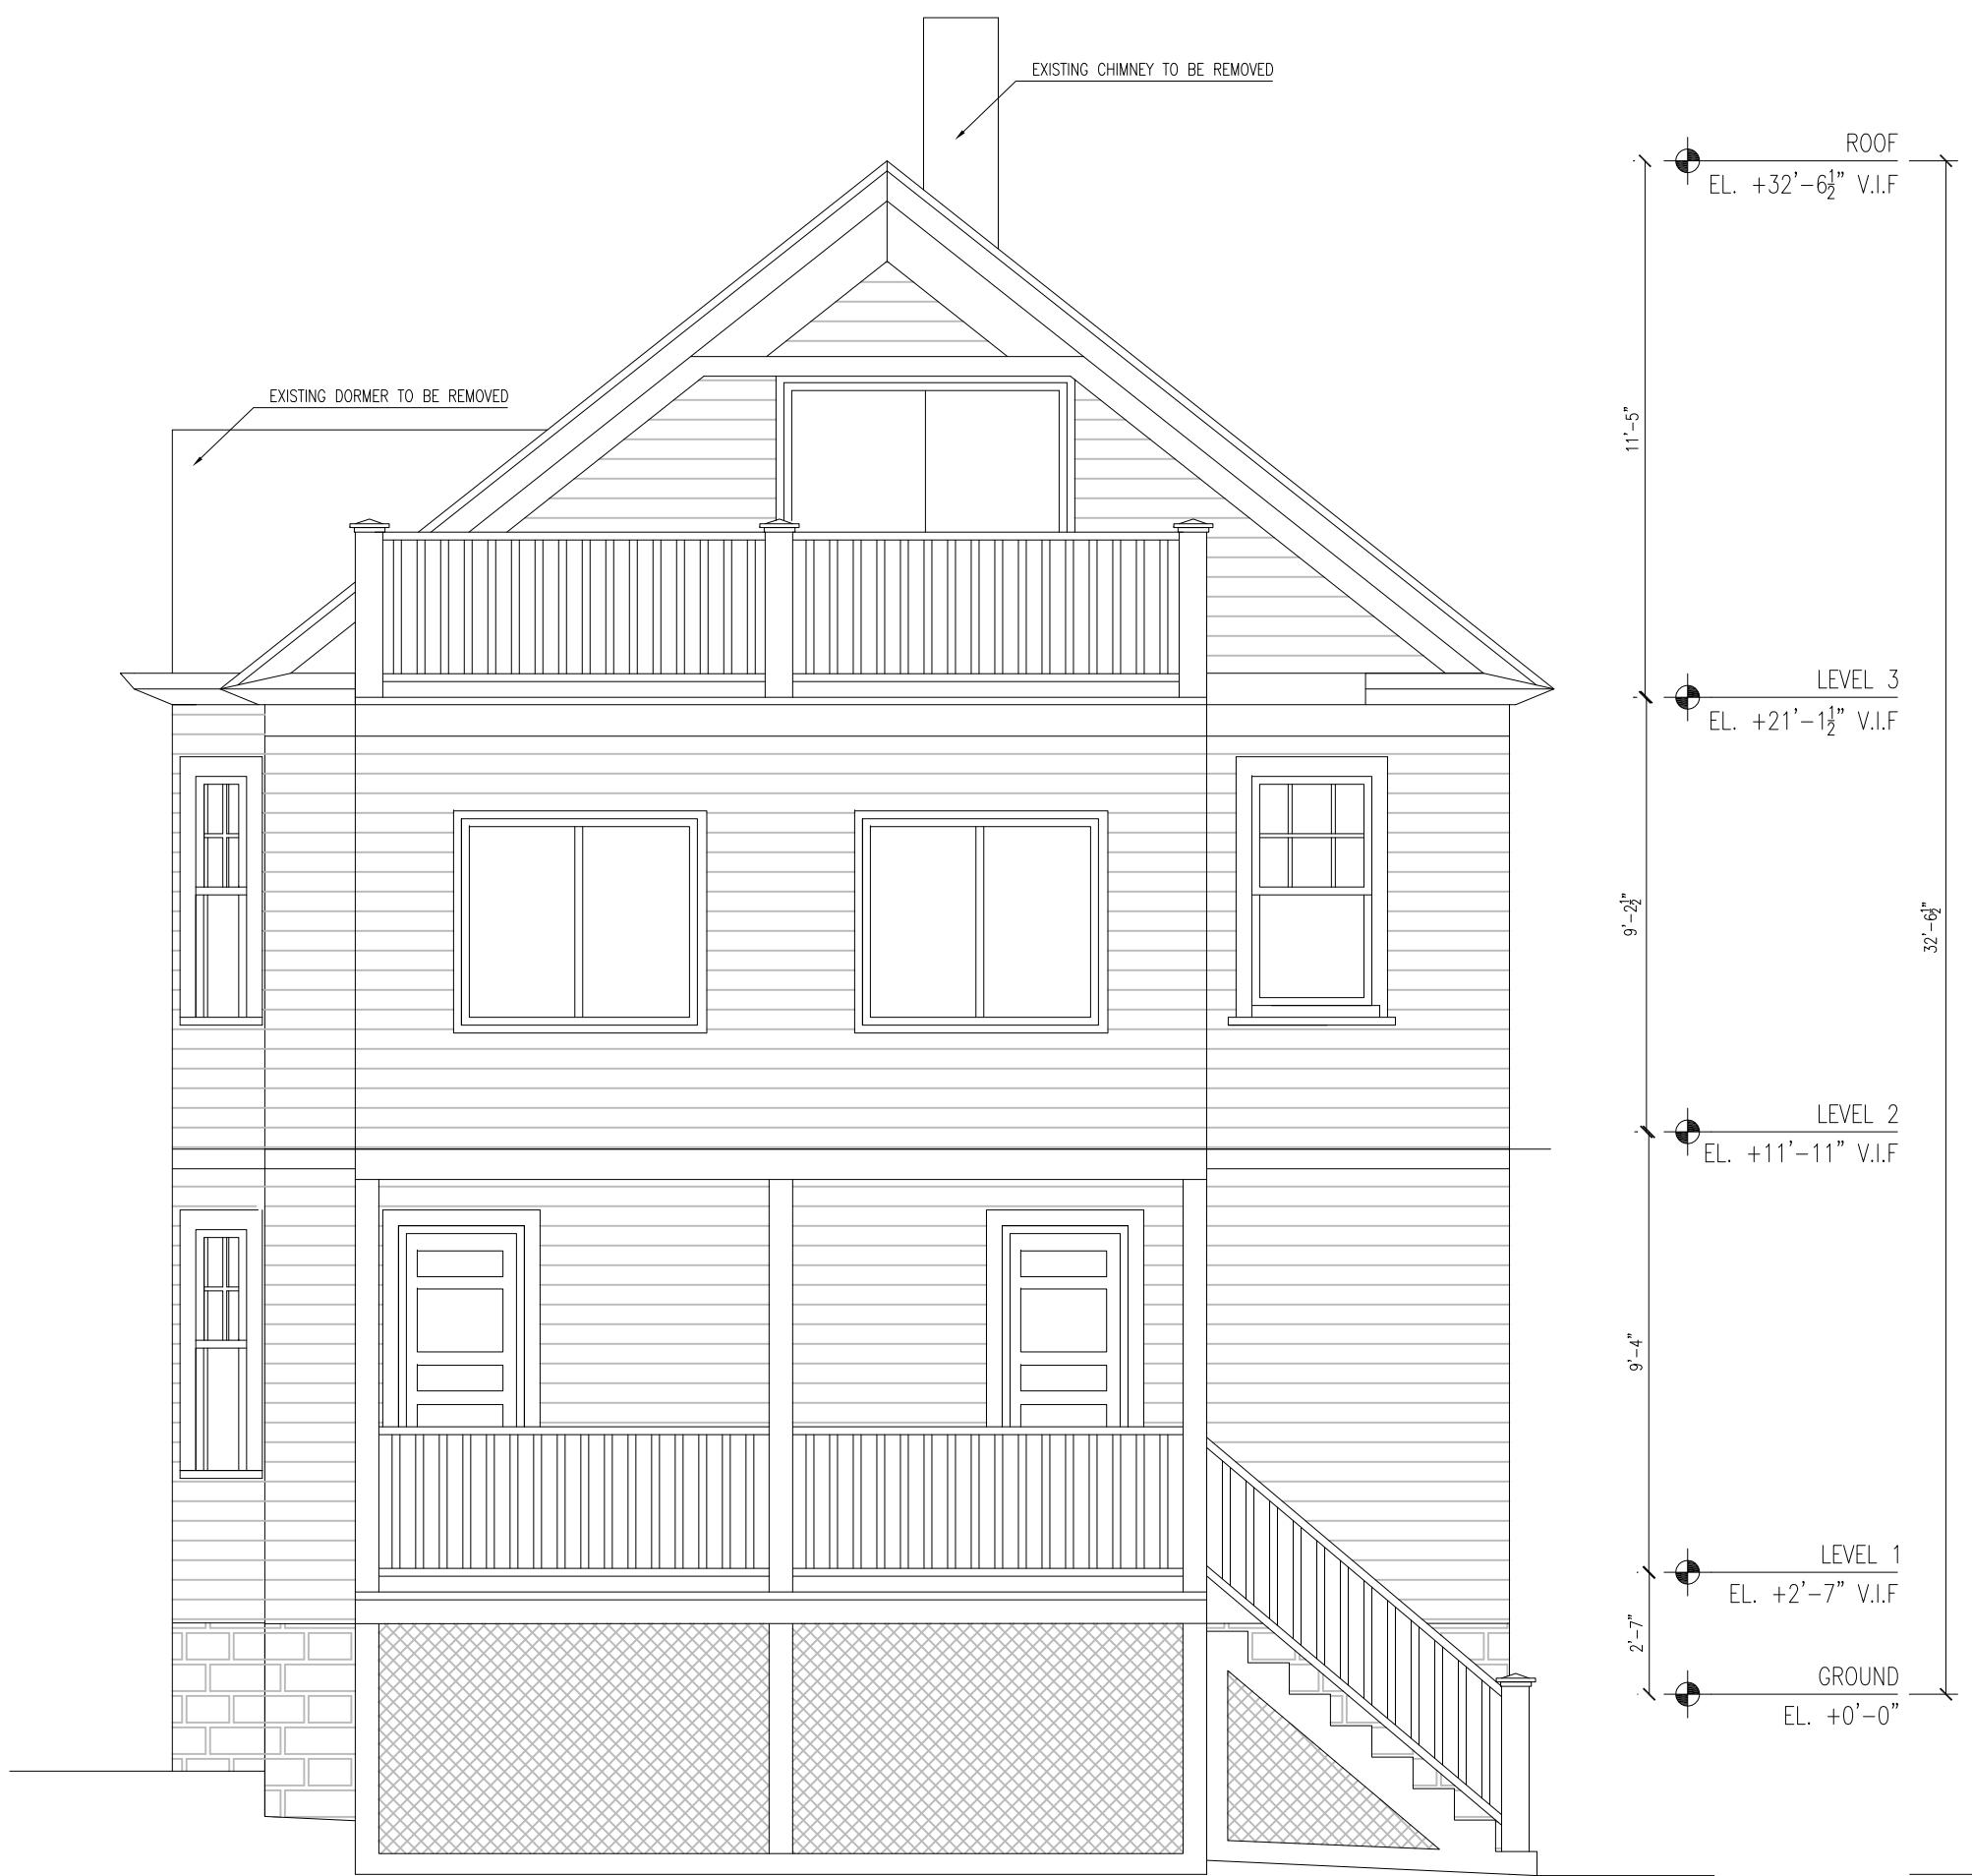 EXISTING CHIMNEY TO BE REMOVED
ROOF
EL. +32'-6½" V.I.F
EXISTING DORMER TO BE REMOVED
11'-5"
LEVEL 3
EL. +21'-1½" V.I.F
9'-2½"
32'-6½"
LEVEL 2
EL. +11'-11" V.I.F
9'-4"
LEVEL 1
EL. +2'-7" V.I.F
2'-7"
GROUND
EL. +0'-0"